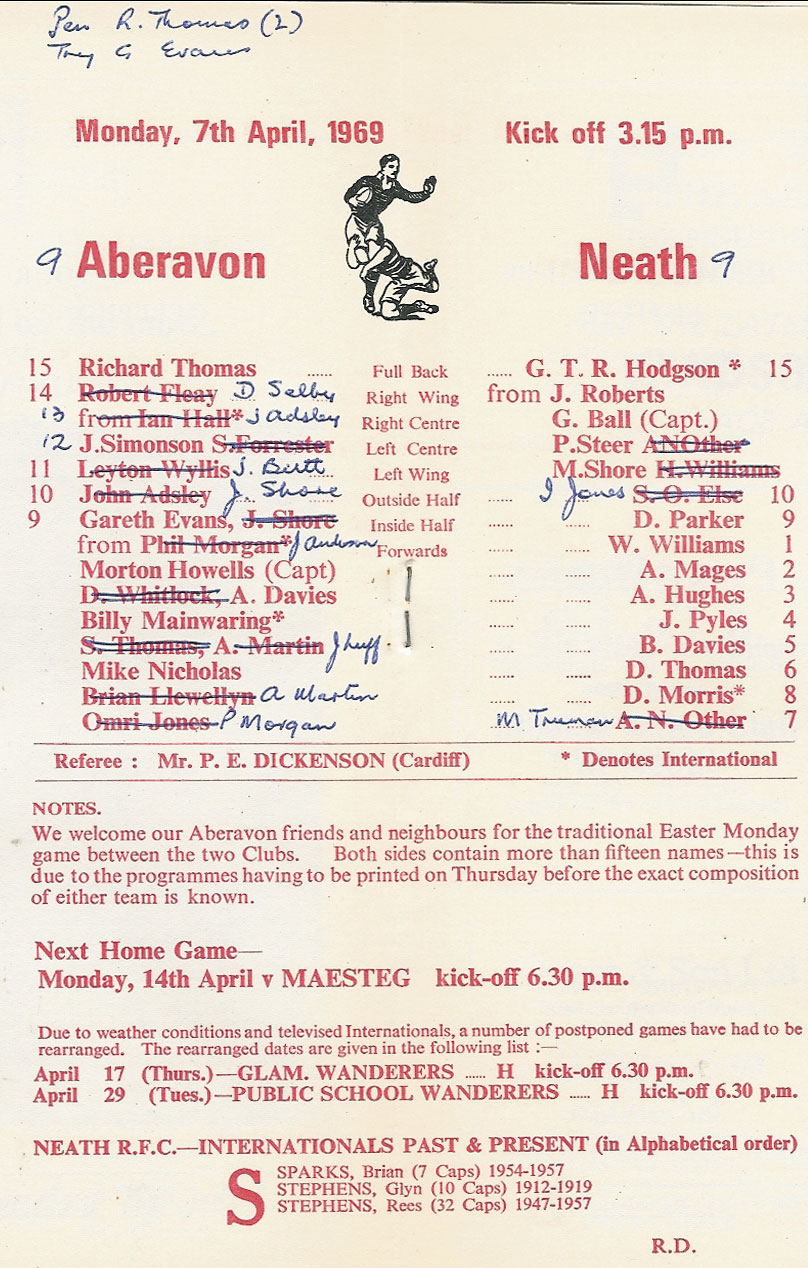 Pen R. Thomas (2)
Try G Evans
Monday, 7th April, 1969 Kick off 3.15 p.m.
9 Aberavon Neath 9
15 Richard Thomas ...... Full Back ...... G. T. R. Hodgson * 15
14 Robert Fleay D Selby Right Wing from J. Roberts
13 from Ian Hall* J Adsley Right Centre G. Ball (Capt.)
12 J.Simonson S.Forrester Left Centre P.Steer ANOther
11 Leyton Wyllis J. Brett Left Wing M.Shore H.Williams
10 John Adsley J. Shore Outside Half ...... I Jones S. O. Else 10
9 Gareth Evans, J. Shore Inside Half ...... ...... D. Parker 9
from Phil Morgan* J Anderson Forwards ...... ...... W. Williams 1
Morton Howells (Capt) ...... ...... A. Mages 2
D. Whitlock, A. Davies ...... ...... A. Hughes 3
Billy Mainwaring* ...... ...... J. Pyles 4
S. Thomas, A. Martin J Luff ...... ...... B. Davies 5
Mike Nicholas ...... ...... D. Thomas 6
Brian Llewellyn A Martin ...... ...... D. Morris* 8
Omri Jones P Morgan M Truman A. N. Other 7
Referee : Mr. P. E. DICKENSON (Cardiff) * Denotes International
NOTES.
We welcome our Aberavon friends and neighbours for the traditional Easter Monday
game between the two Clubs. Both sides contain more than fifteen names—this is
due to the programmes having to be printed on Thursday before the exact composition
of either team is known.
Next Home Game—
Monday, 14th April v MAESTEG kick-off 6.30 p.m.
Due to weather conditions and televised Internationals, a number of postponed games have had to be
rearranged. The rearranged dates are given in the following list :—
April 17 (Thurs.)—GLAM. WANDERERS ...... H kick-off 6.30 p.m.
April 29 (Tues.)—PUBLIC SCHOOL WANDERERS ...... H kick-off 6.30 p.m.
NEATH R.F.C.—INTERNATIONALS PAST & PRESENT (in Alphabetical order)
S SPARKS, Brian (7 Caps) 1954-1957
STEPHENS, Glyn (10 Caps) 1912-1919
STEPHENS, Rees (32 Caps) 1947-1957
R.D.